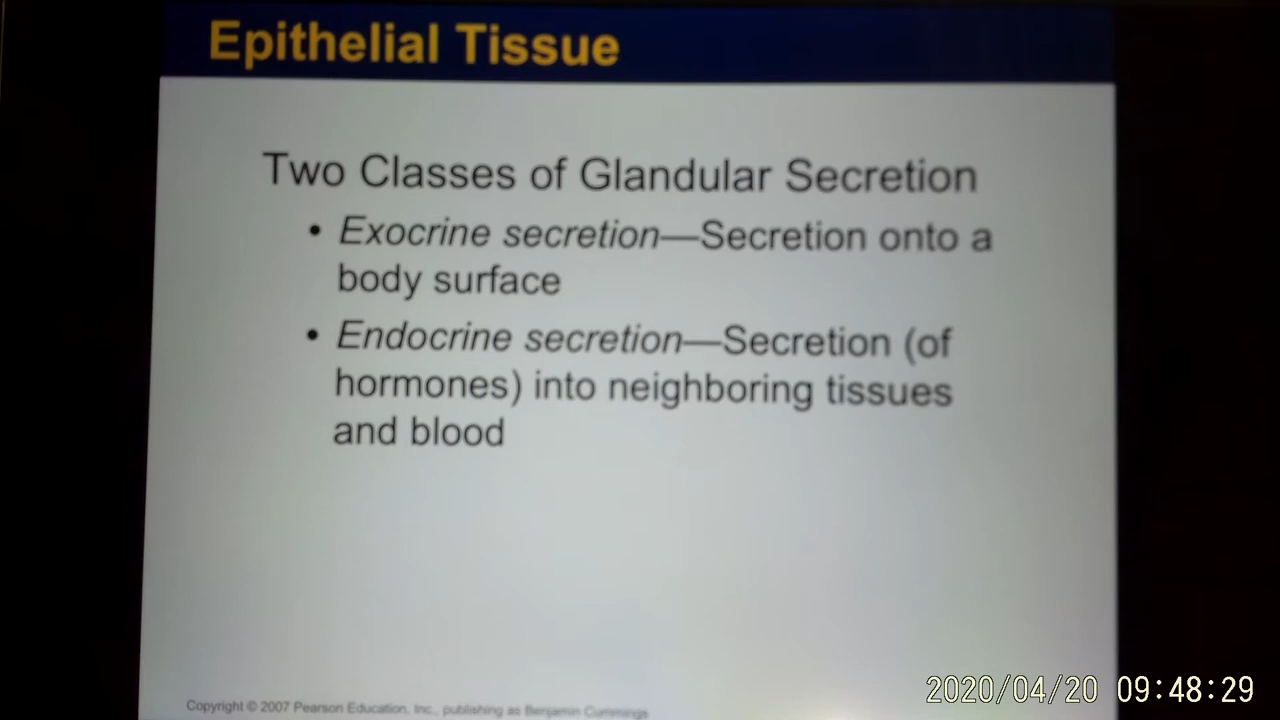 Epithelial Tissue
Two Classes of Glandular Secretion
• Exocrine secretion—Secretion onto a
body surface
• Endocrine secretion—Secretion (of
hormones) into neighboring tissues
and blood
Copyright © 2007 Pearson Education, Inc., publishing as Benjamin Cummings
2020/04/20 09:48:29